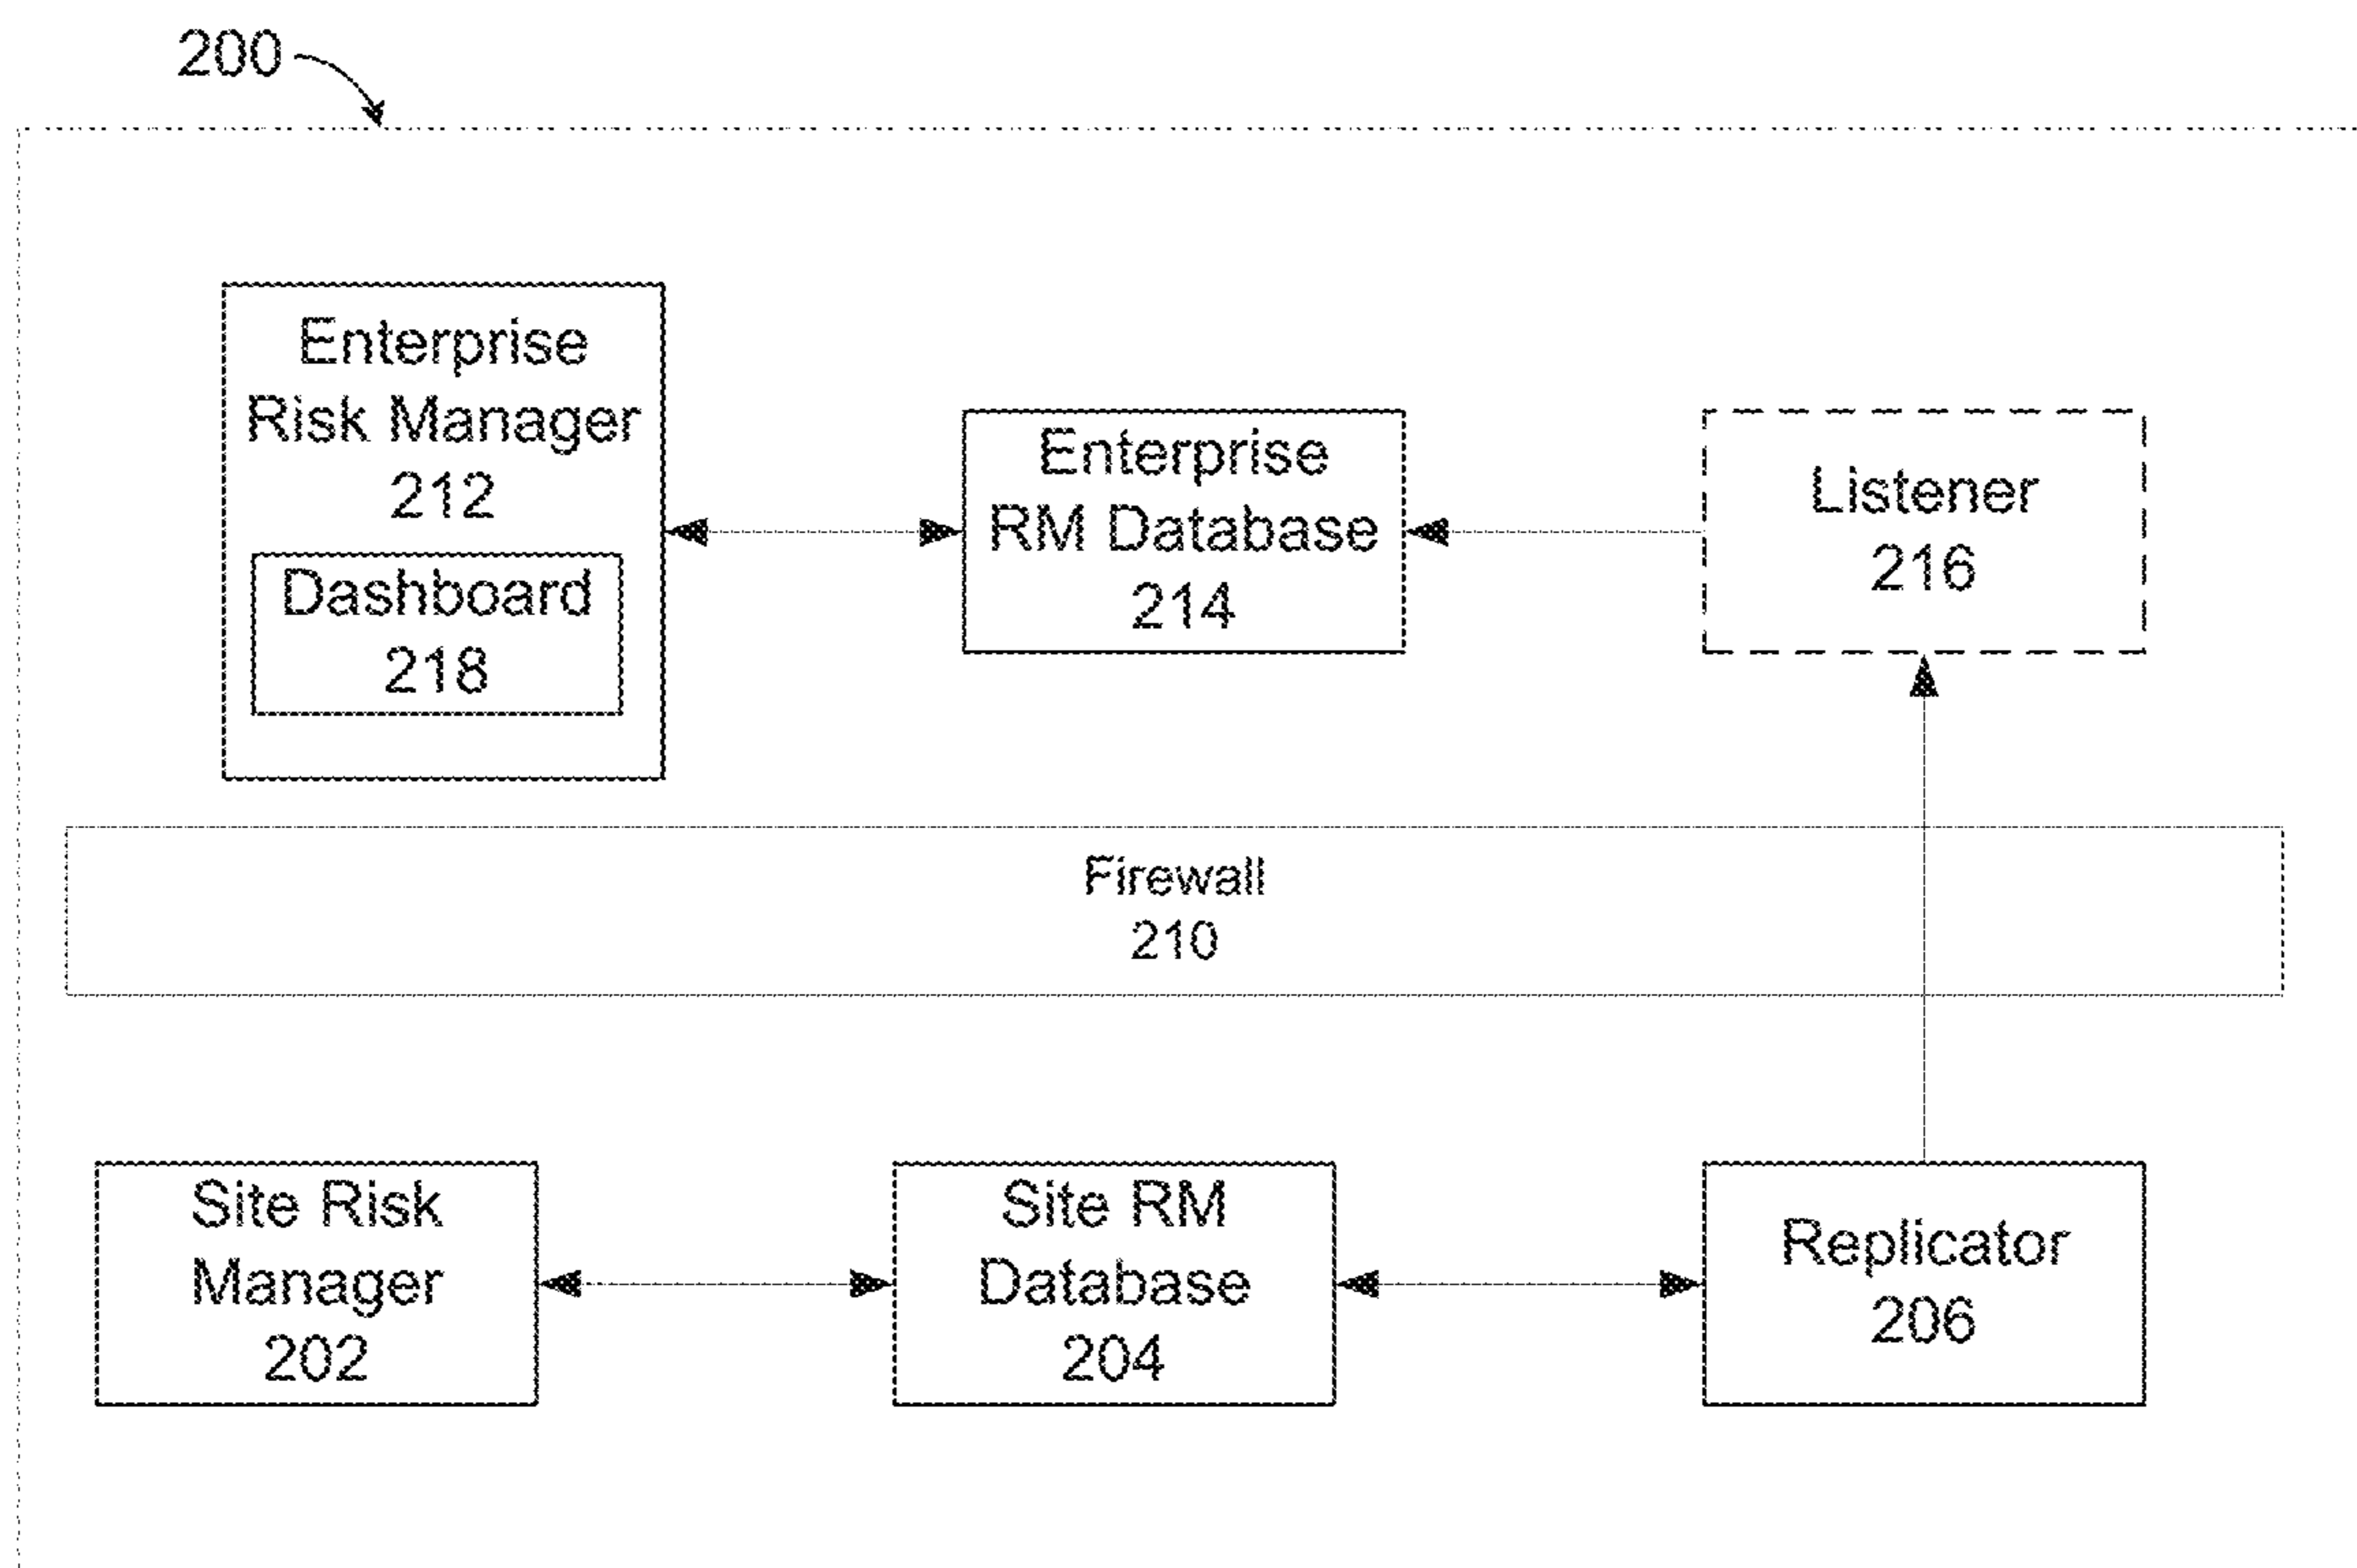 200
Enterprise
Risk Manager
212
Dashboard
218
Enterprise
RM Database
214
Listener
216
Firewall
210
Site Risk
Manager
202
Site RM
Database
204
Replicator
206